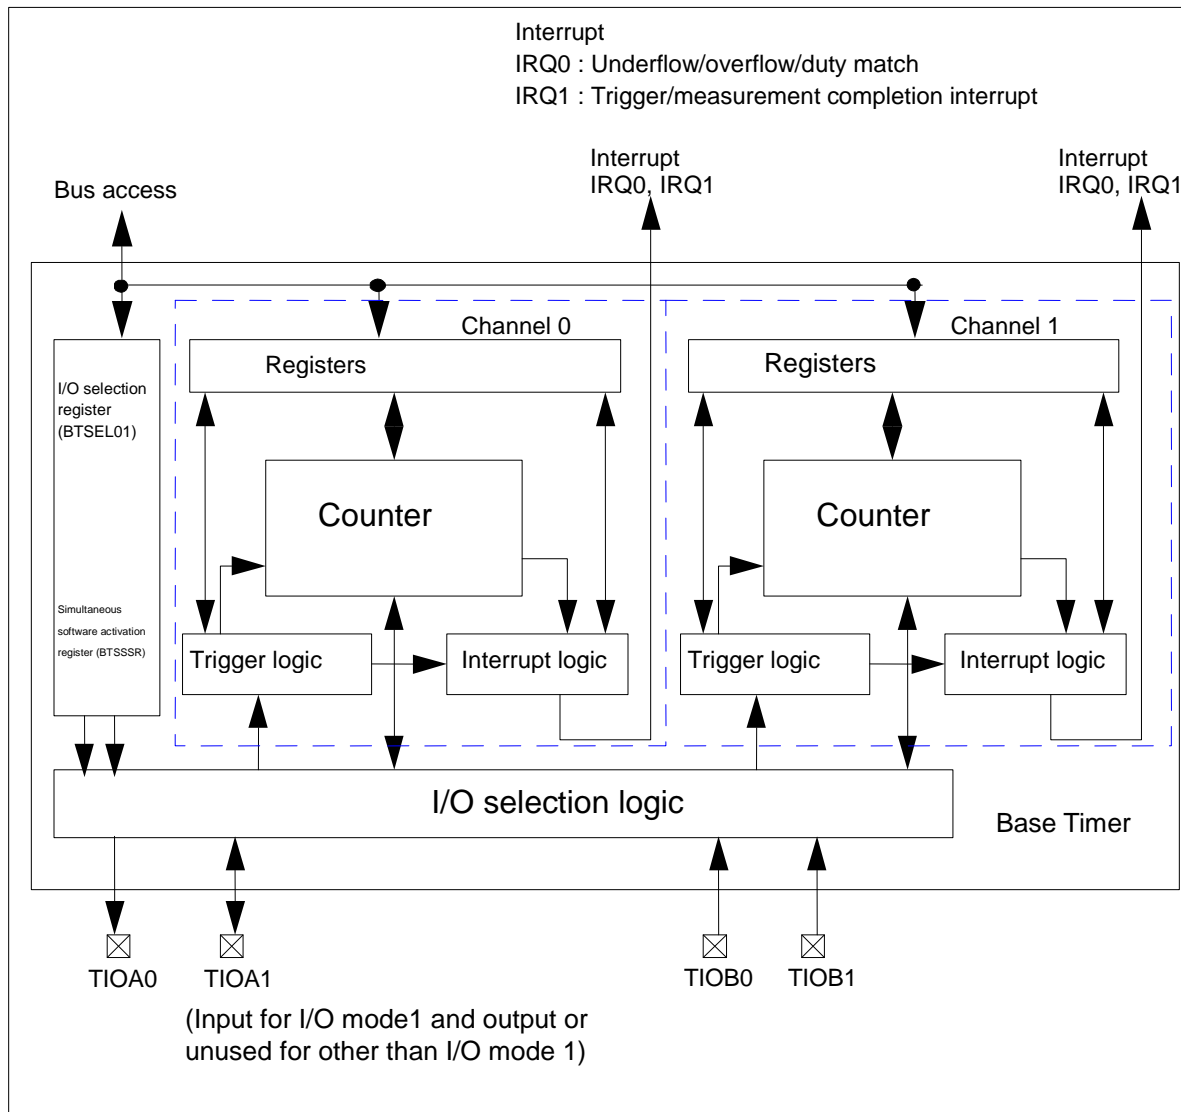 Interrupt
IRQ0 : Underflow/overflow/duty match
IRQ1 : Trigger/measurement completion interrupt
Bus access
Interrupt
IRQ0, IRQ1
Interrupt
IRQ0, IRQ1
Channel 0
Channel 1
Registers
Registers
I/O selection
register
(BTSEL01)
Counter
Counter
Simultaneous
software activation
register (BTSSSR)
Trigger logic
Interrupt logic
Trigger logic
Interrupt logic
I/O selection logic
Base Timer
TIOA0
TIOA1
TIOB0
TIOB1
(Input for I/O mode1 and output or
unused for other than I/O mode 1)